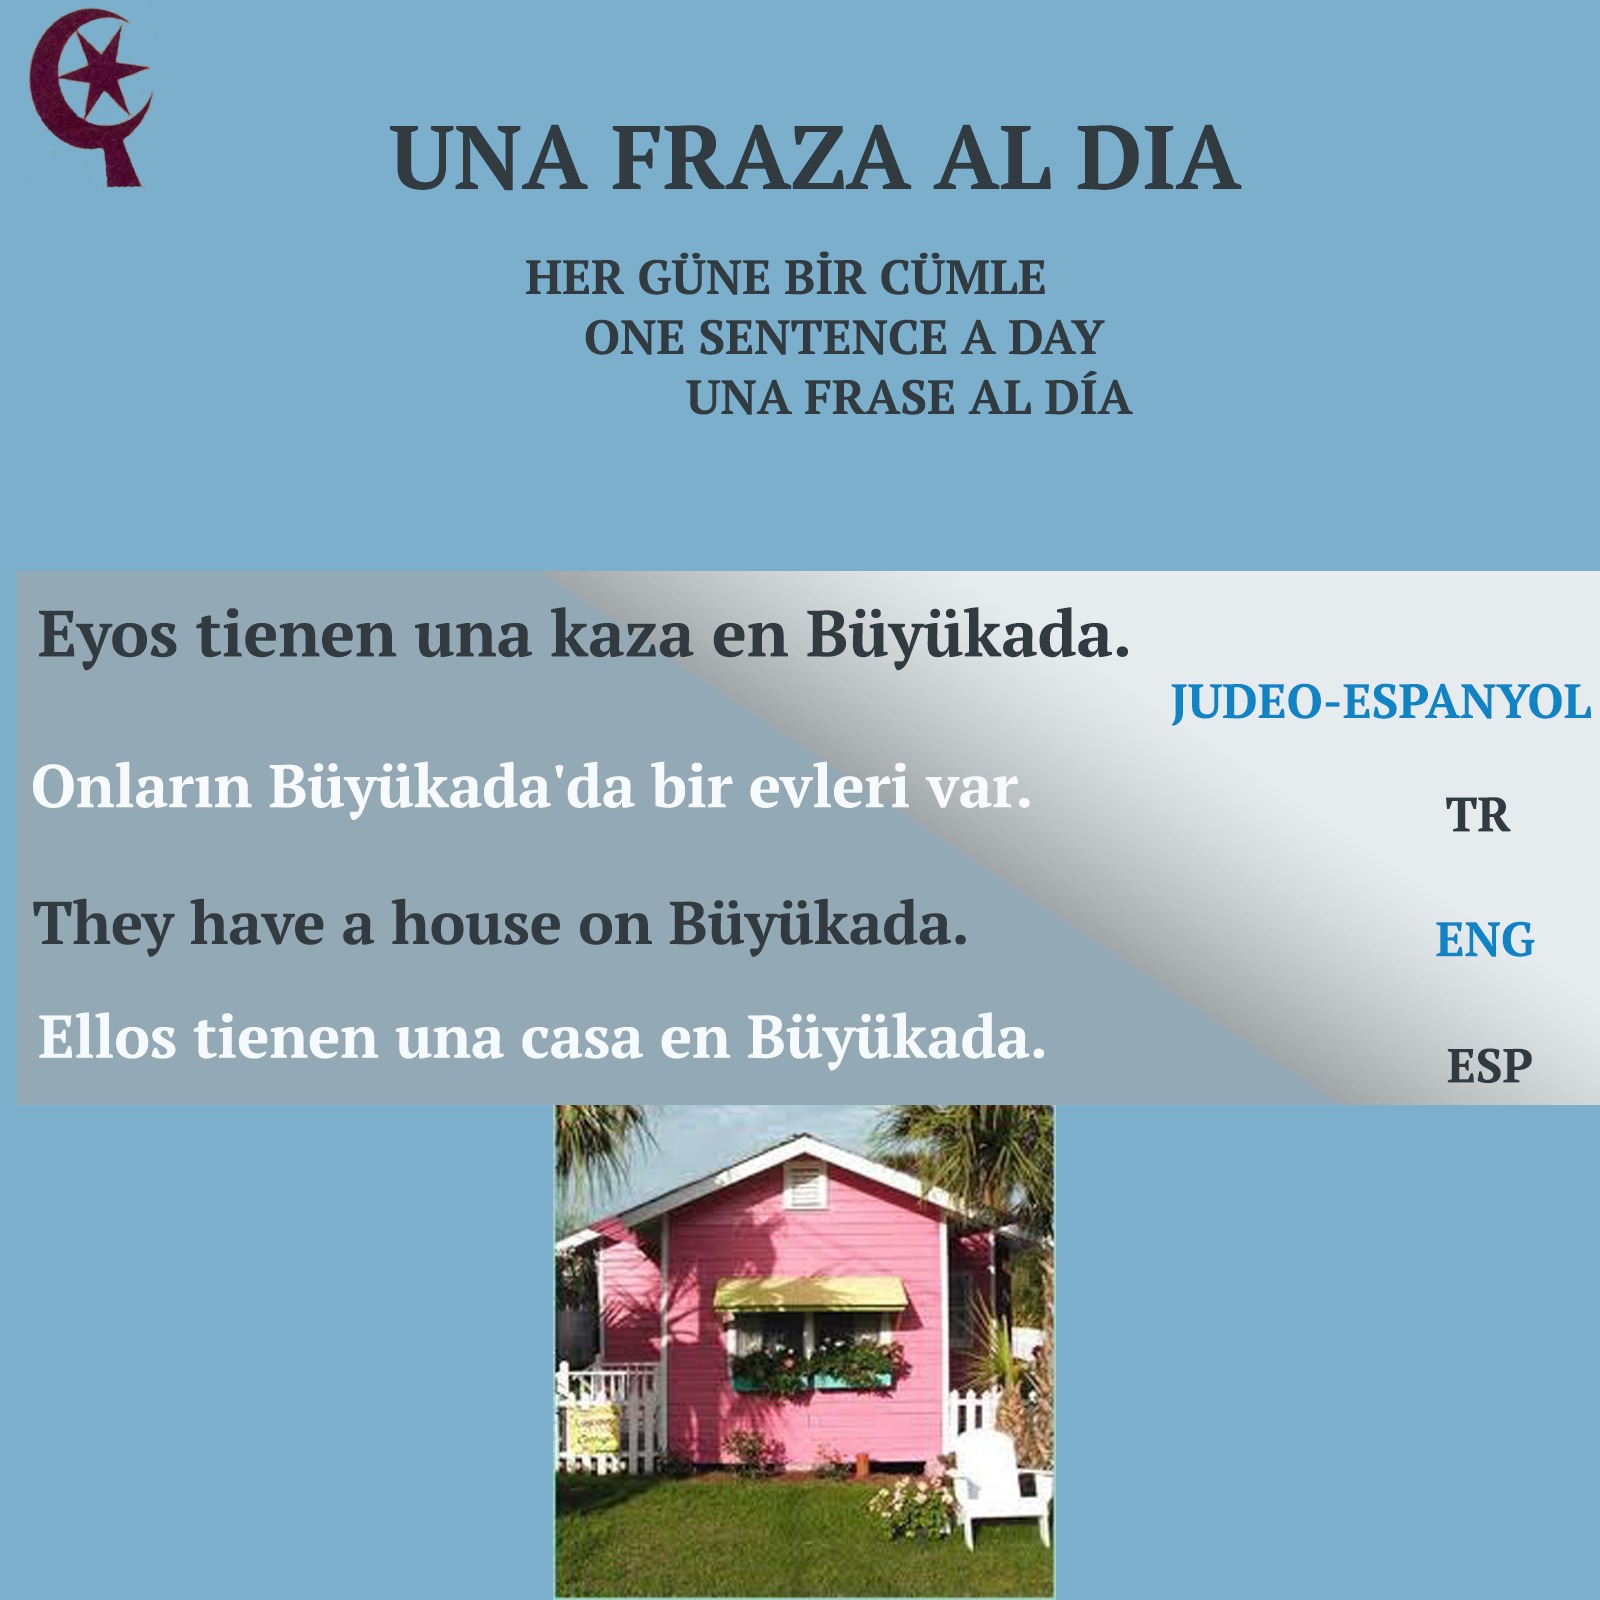 UNA FRAZA AL DIA
HER GÜNE BİR CÜMLE
ONE SENTENCE A DAY
UNA FRASE AL DÍA
Eyos tienen una kaza en Büyükada.
JUDEO-ESPANYOL
Onların Büyükada'da bir evleri var.
TR
They have a house on Büyükada.
ENG
Ellos tienen una casa en Büyükada.
ESP